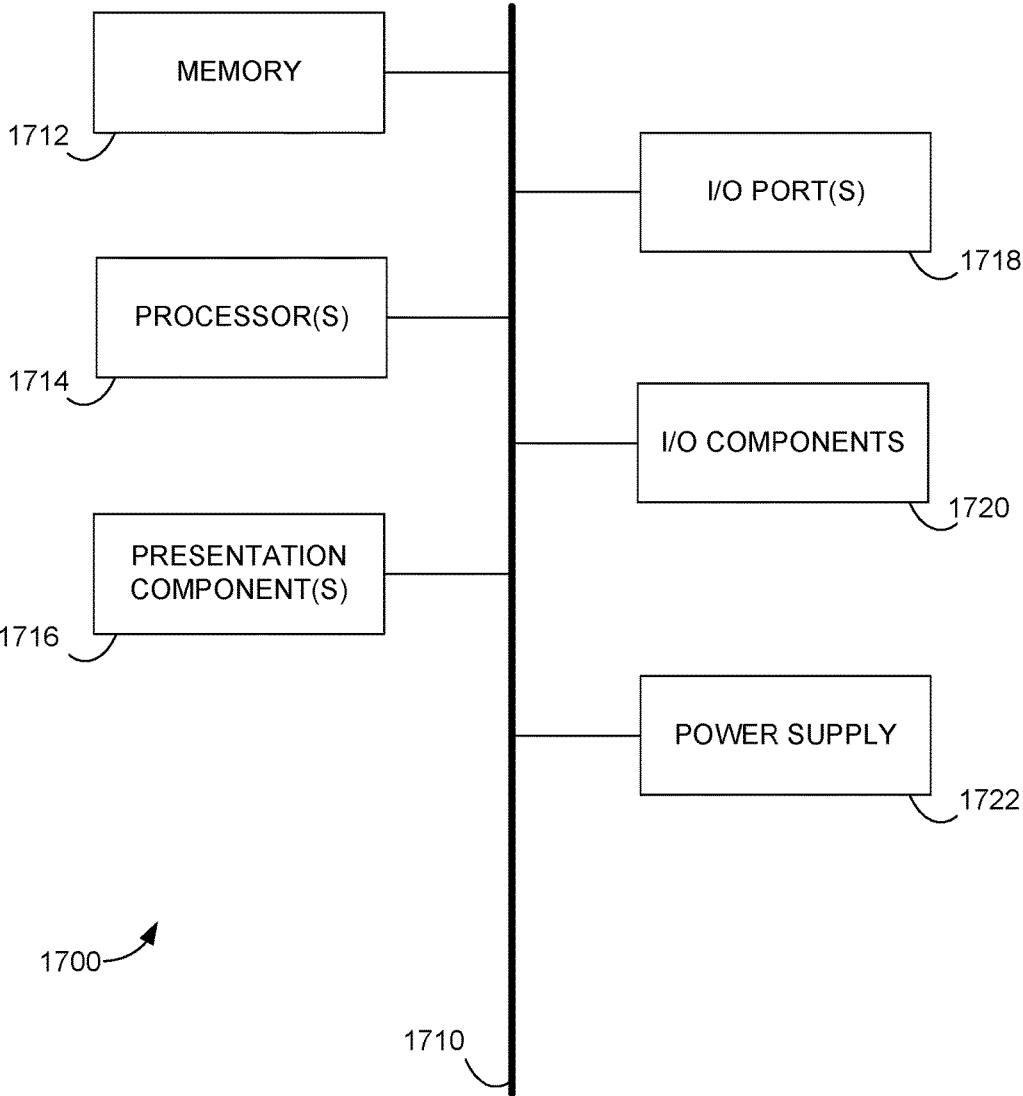 MEMORY
1712
I/O PORT(S)
1718
PROCESSOR(S)
1714
I/O COMPONENTS
1720
PRESENTATION
COMPONENT(S)
1716
POWER SUPPLY
1722
1700
1710